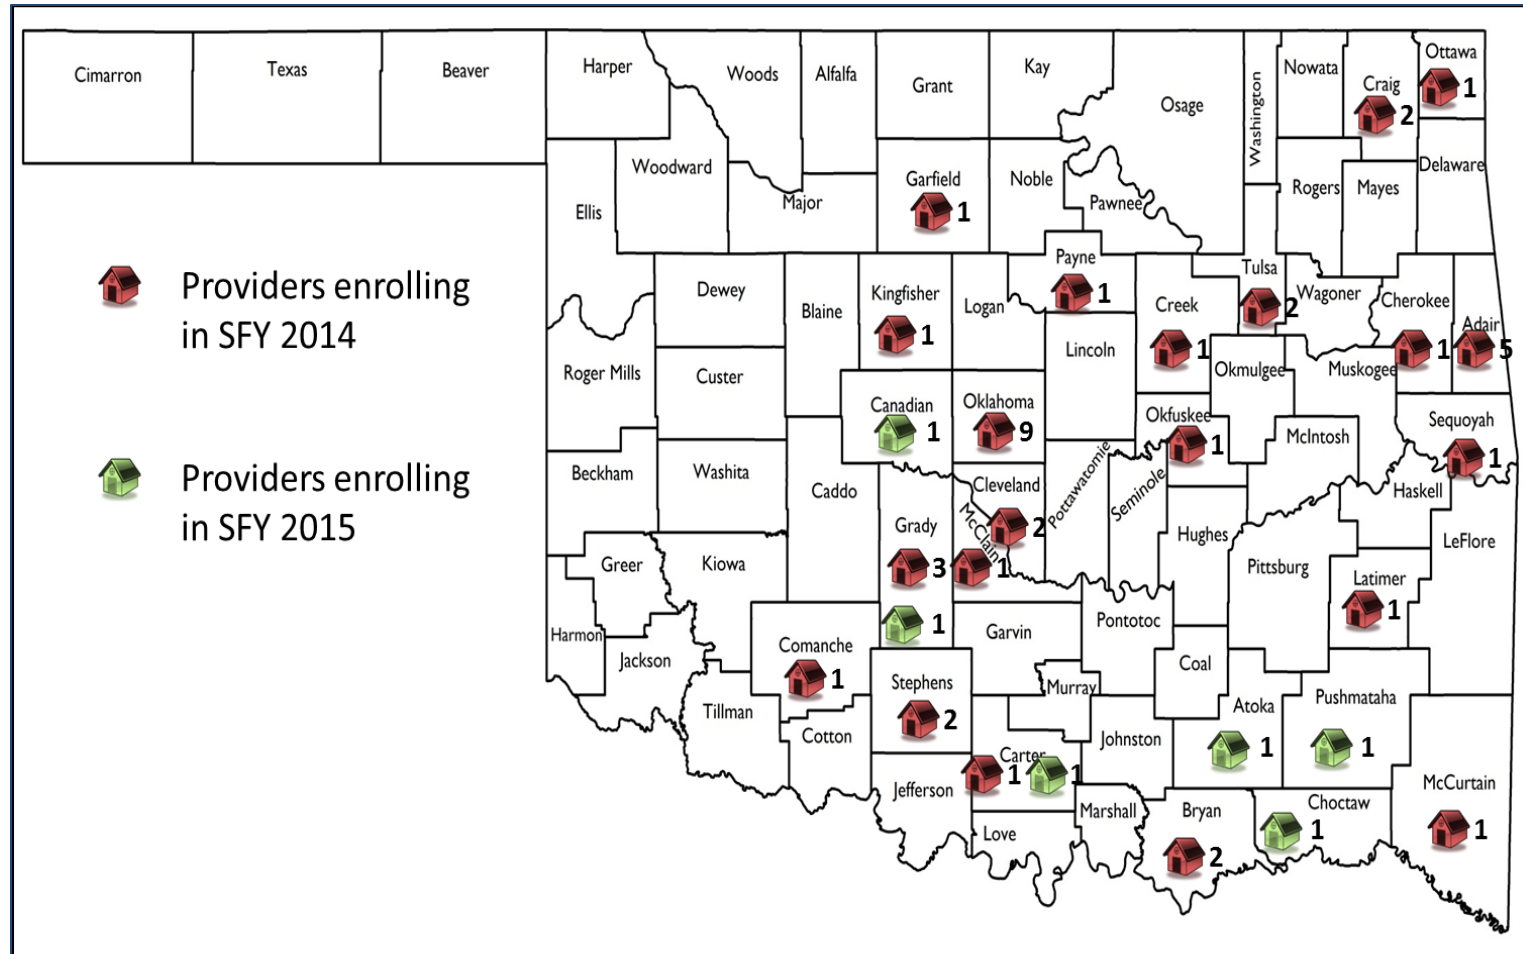 Cimarron
Texas
Beaver
Harper
Woods
Alfalfa
Grant
Kay
Osage
Washington
Nowata
Craig
2
Ottawa
1
Woodward
Ellis
Major
Garfield
1
Noble
Pawnee
Rogers
Mayes
Delaware
Providers enrolling
in SFY 2014
Dewey
Blaine
Kingfisher
1
Logan
Payne
1
Creek
1
Tulsa
2
Wagoner
Cherokee
1
Adair
5
Roger Mills
Custer
Lincoln
Okmulgee
Muskogee
Canadian
1
Oklahoma
9
Okfuskee
1
McIntosh
Sequoyah
1
Providers enrolling
in SFY 2015
Beckham
Washita
Caddo
Grady
3
1
Cleveland
2
McClain
1
Pottawatomie
Seminole
Hughes
Haskell
LeFlore
Greer
Kiowa
Pittsburg
Latimer
1
Harmon
Jackson
Comanche
1
Garvin
Pontotoc
Coal
Tillman
Cotton
Stephens
2
Murray
Johnston
Atoka
1
Pushmataha
1
Jefferson
Carter
1
1
Love
Marshall
Bryan
2
Choctaw
1
McCurtain
1